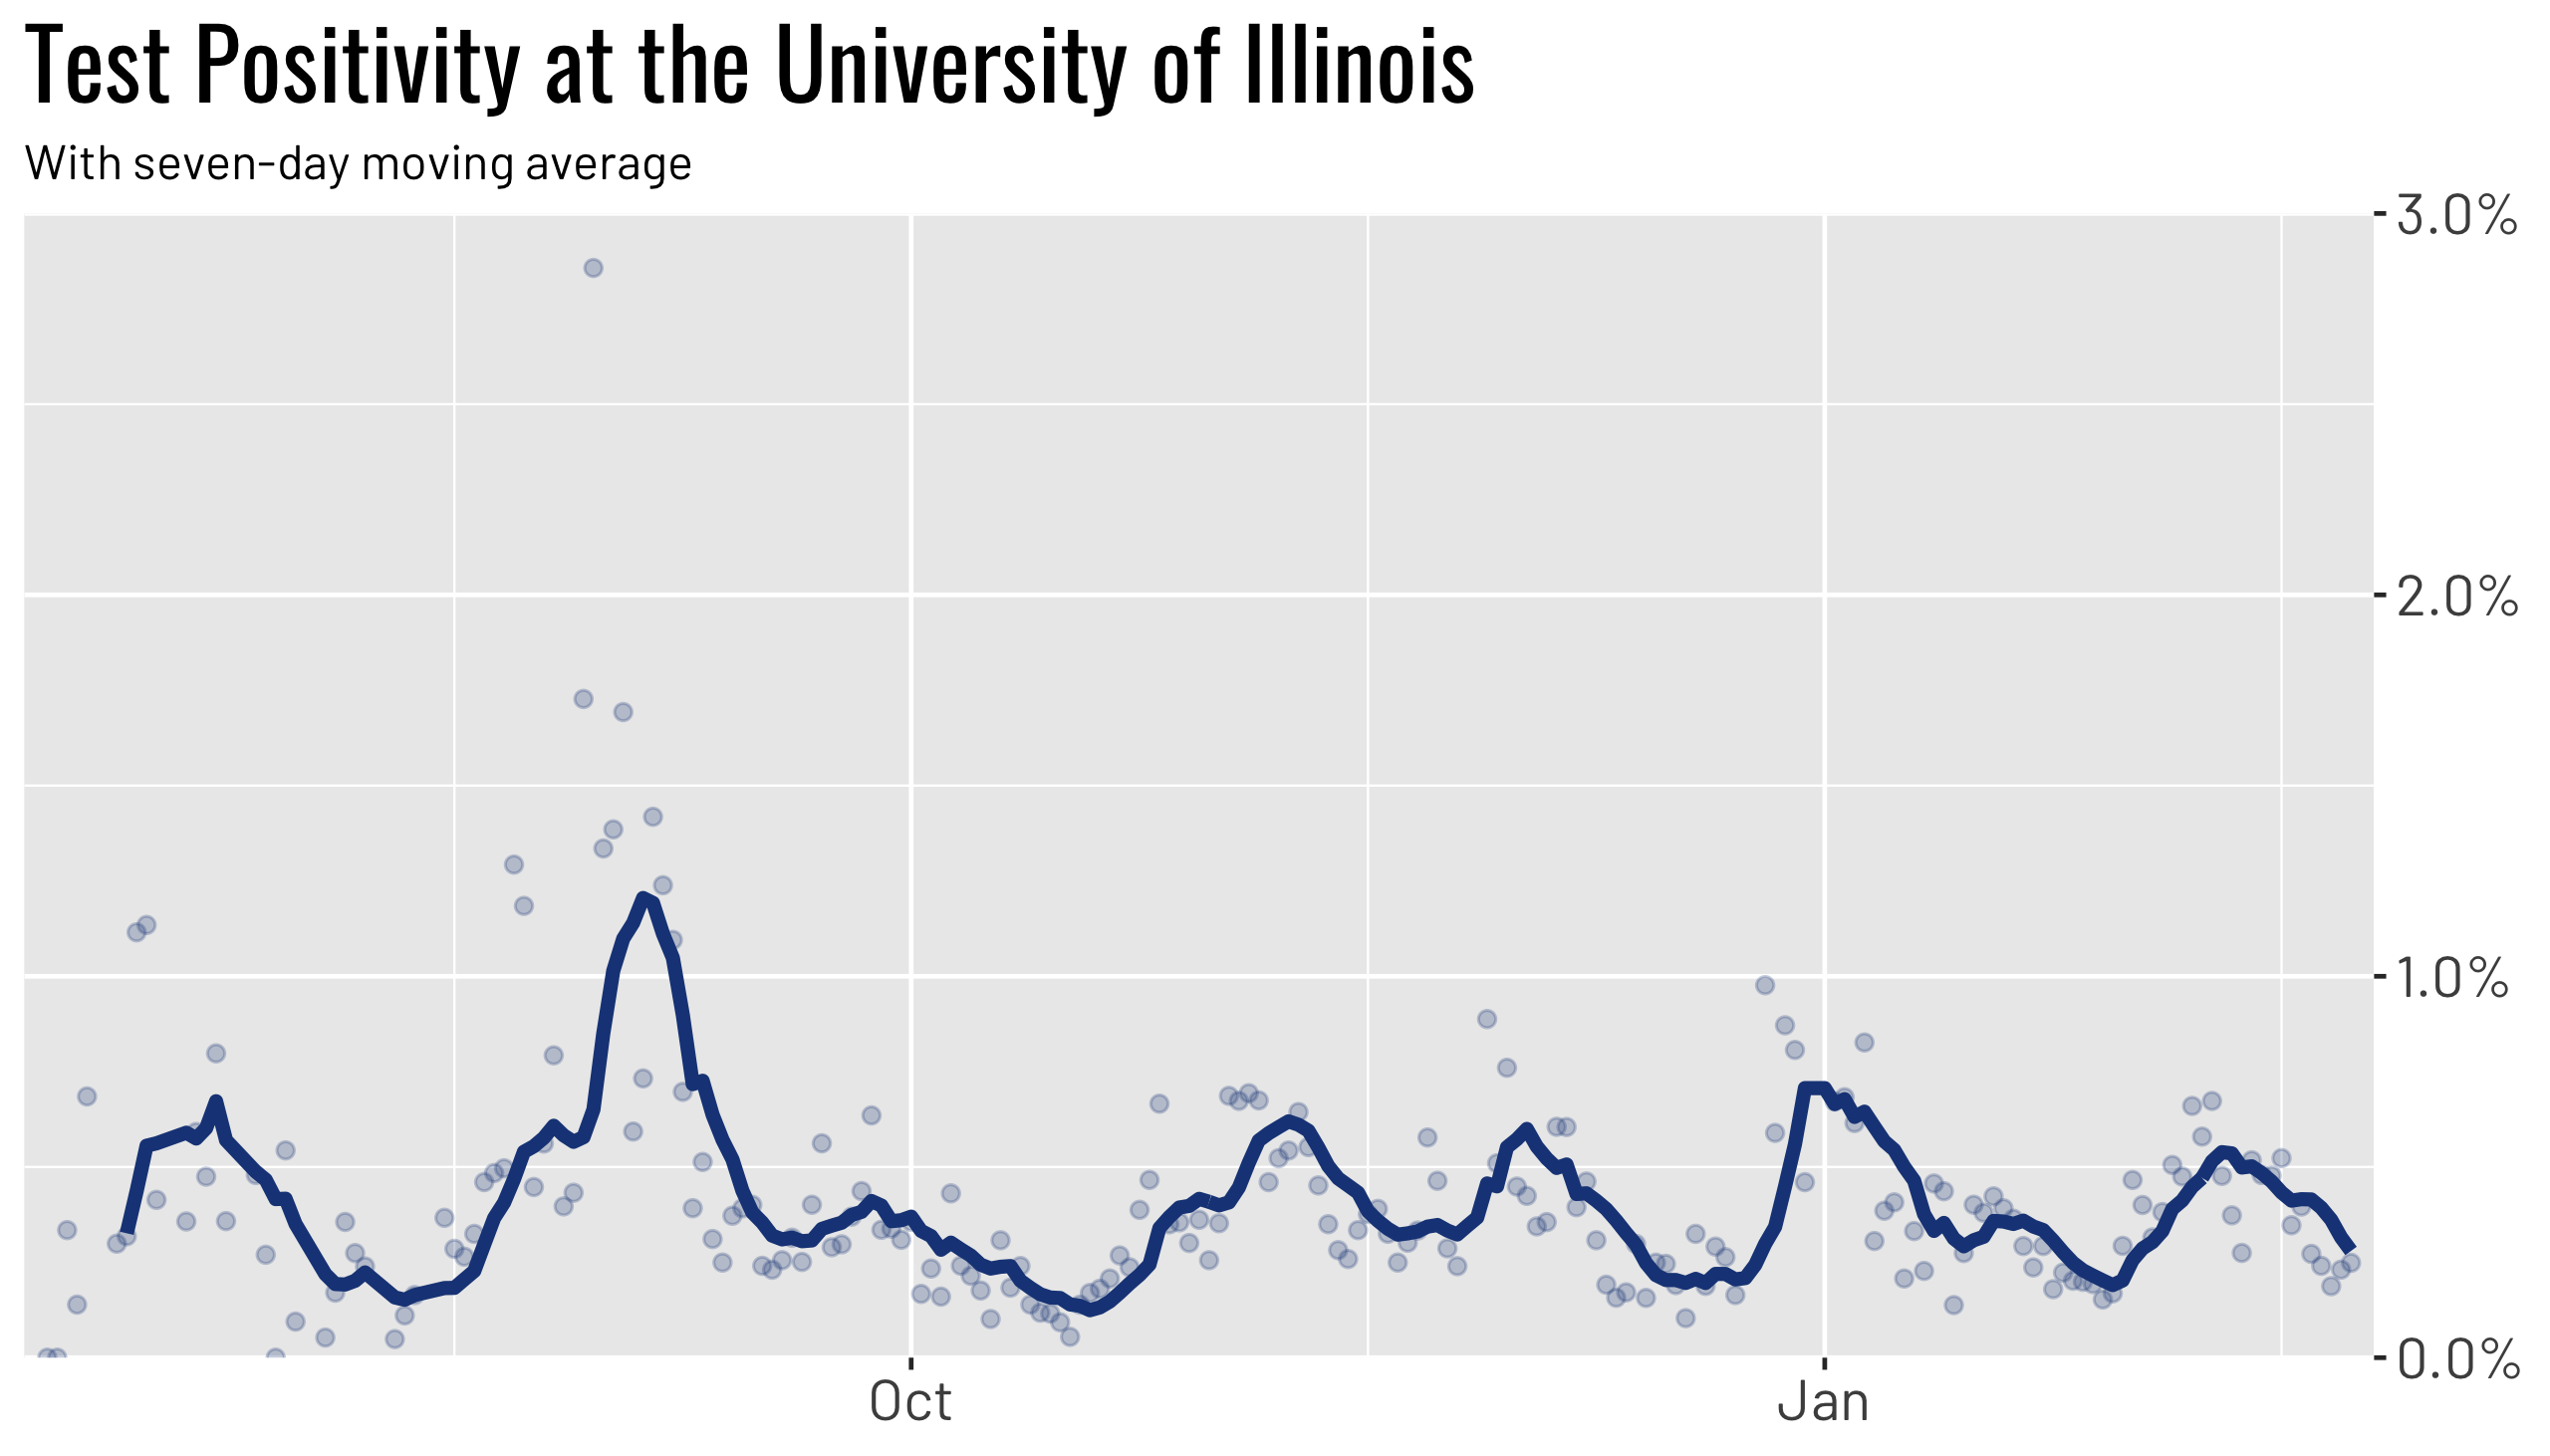 Test Positivity at the University of Illinois
With seven-day moving average
3.0%
2.0%
1.0%
0.0%
Oct
Jan